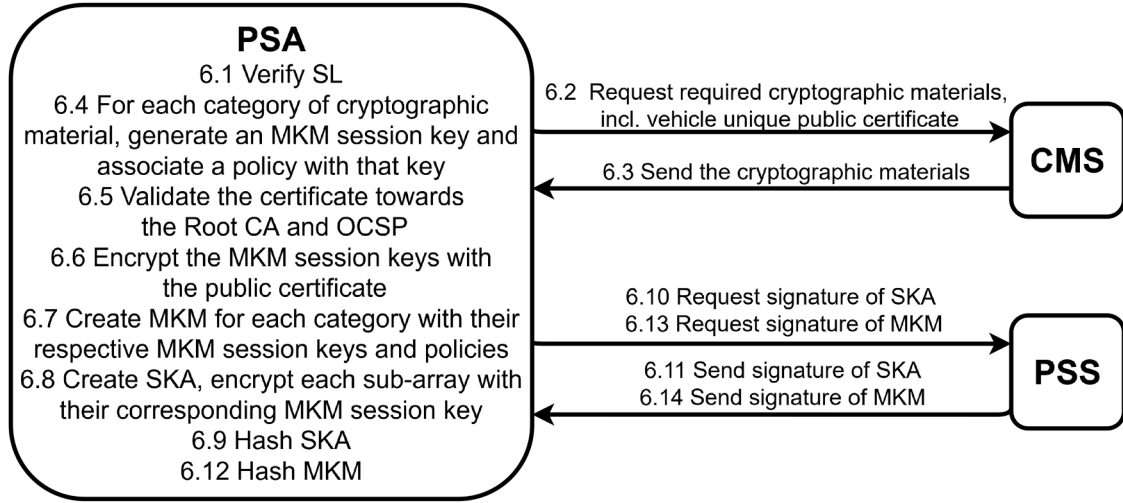 PSA
6.1 Verify SL
6.4 For each category of cryptographic
material, generate an MKM session key and
associate a policy with that key
6.5 Validate the certificate towards
the Root CA and OCSP
6.6 Encrypt the MKM session keys with
the public certificate
6.7 Create MKM for each category with their
respective MKM session keys and policies
6.8 Create SKA, encrypt each sub-array with
their corresponding MKM session key
6.9 Hash SKA
6.12 Hash MKM
6.2 Request required cryptographic materials,
incl. vehicle unique public certificate
6.3 Send the cryptographic materials
CMS
6.10 Request signature of SKA
6.13 Request signature of MKM
6.11 Send signature of SKA
6.14 Send signature of MKM
PSS